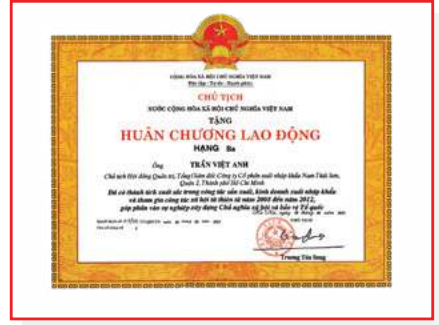 CỘNG HÒA XÃ HỘI CHỦ NGHĨA VIỆT NAM
Độc lập - Tự do - Hạnh phúc
CHỦ TỊCH
NƯỚC CỘNG HÒA XÃ HỘI CHỦ NGHĨA VIỆT NAM
TẶNG
HUÂN CHƯƠNG LAO ĐỘNG
HẠNG Ba
Ông TRẦN VIỆT ANH
Chủ tịch Hội đồng Quản trị, Tổng Giám đốc Công ty Cổ phần xuất nhập khẩu Nam Thái Sơn,
Quận 2, Thành phố Hồ Chí Minh
Đã có thành tích xuất sắc trong công tác sản xuất, kinh doanh xuất nhập khẩu
và tham gia công tác xã hội từ thiện từ năm 2008 đến năm 2012,
góp phần vào sự nghiệp xây dựng Chủ nghĩa xã hội và bảo vệ Tổ quốc
CHỦ TỊCH
Trương Tấn Sang